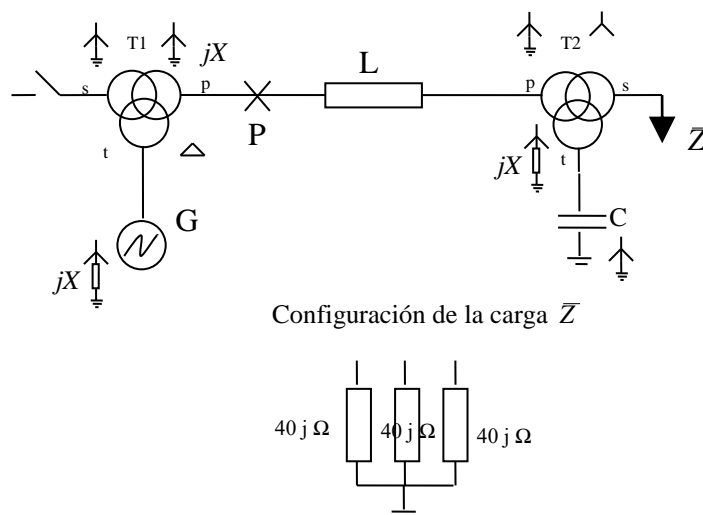 T1
jX
s
p
t
P
L
T2
p
s
t
jX
Z̅
G
jX
C
Configuración de la carga Z̅
40 j Ω
40 j Ω
40 j Ω